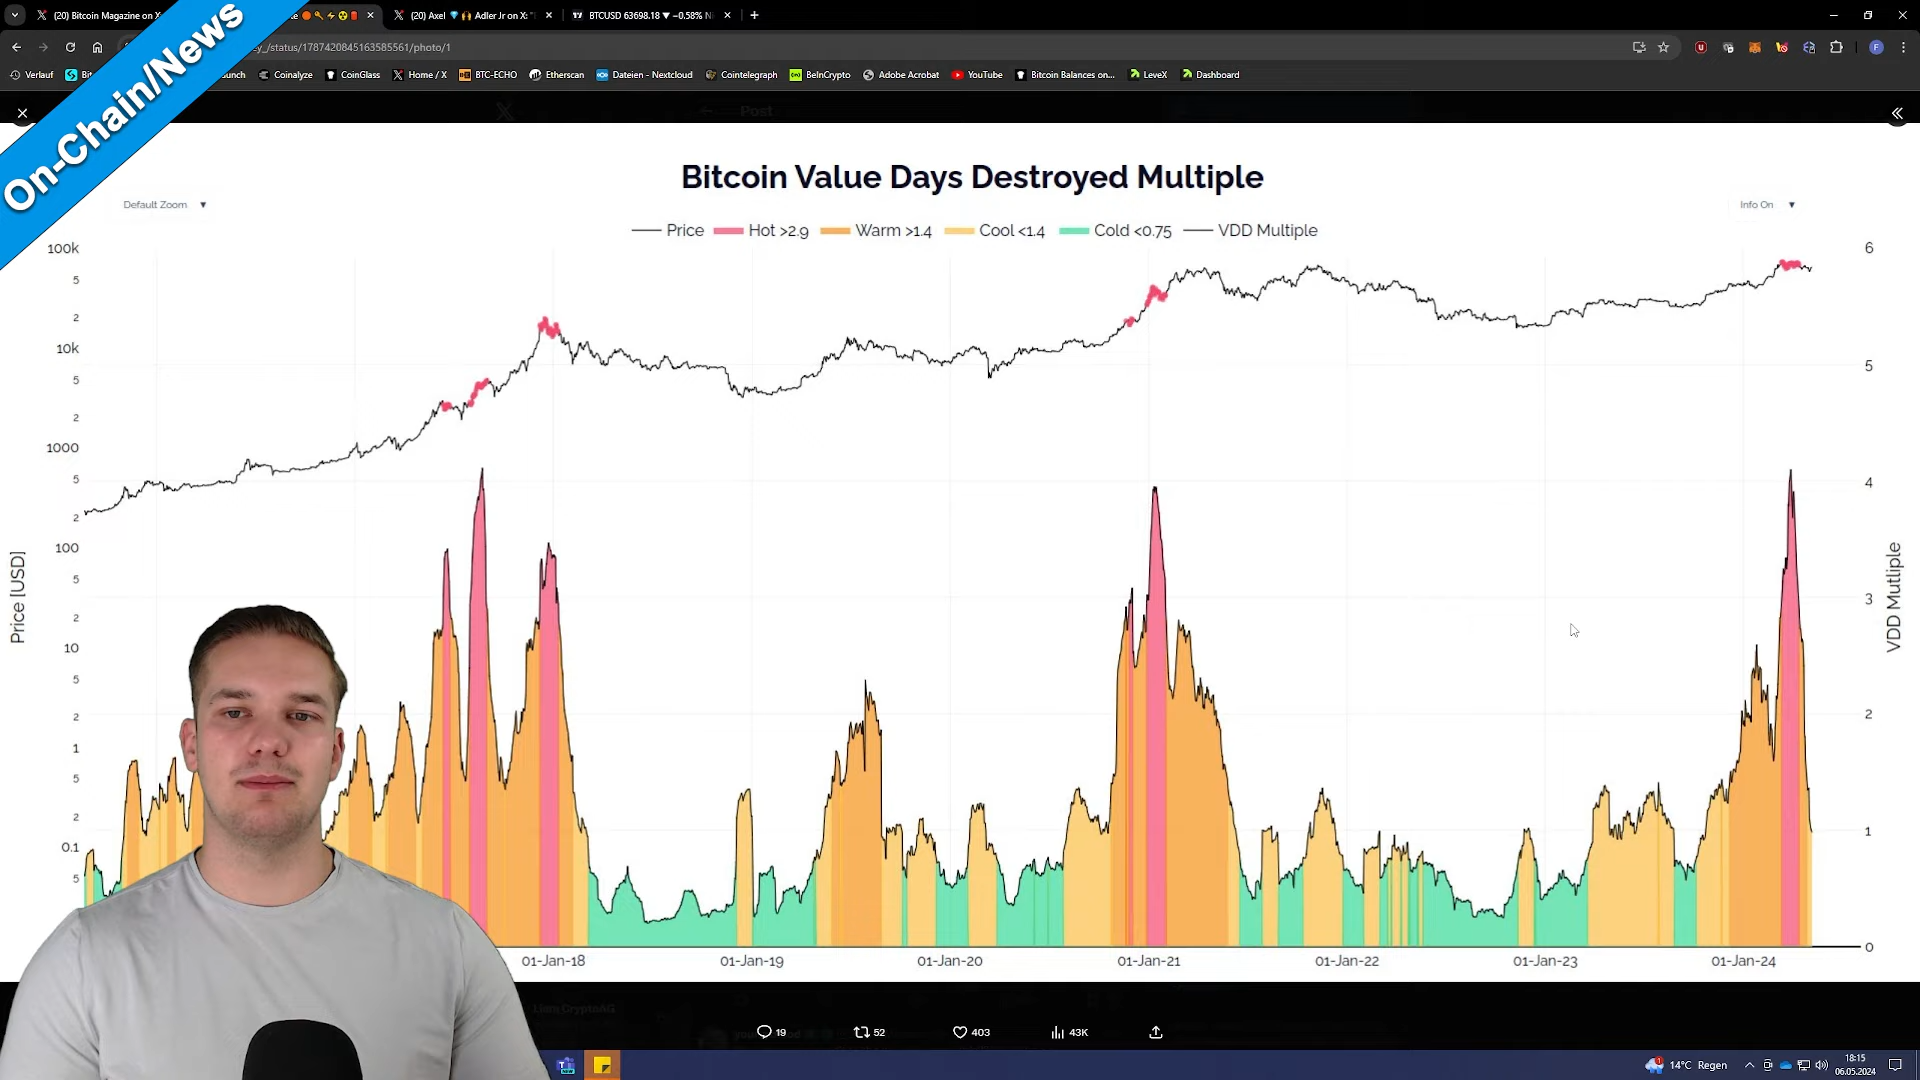 (20) Bitcoin Magazine on X
(20) Axel 💎🙌 Adler Jr on X: "
BTCUSD 63698.18 ▼ −0.58%
_/status/1787420845163585561/photo/1
Verlauf
Coinalyze
CoinGlass
Home / X
BTC-ECHO
Etherscan
Dateien - Nextcloud
Cointelegraph
BeInCrypto
Adobe Acrobat
YouTube
Bitcoin Balances on...
LeveX
Dashboard
On-Chain/News
Post
Bitcoin Value Days Destroyed Multiple
Default Zoom ▼
Info On ▼
Price Hot >2.9 Warm >1.4 Cool <1.4 Cold <0.75 VDD Multiple
100k
5
2
10k
5
2
1000
5
2
100
5
2
10
5
2
1
5
2
0.1
5
Price [USD]
6
5
4
3
2
1
0
VDD Mutliple
01-Jan-18
01-Jan-19
01-Jan-20
01-Jan-21
01-Jan-22
01-Jan-23
01-Jan-24
19
52
403
43K
14°C Regen
18:15
06.05.2024